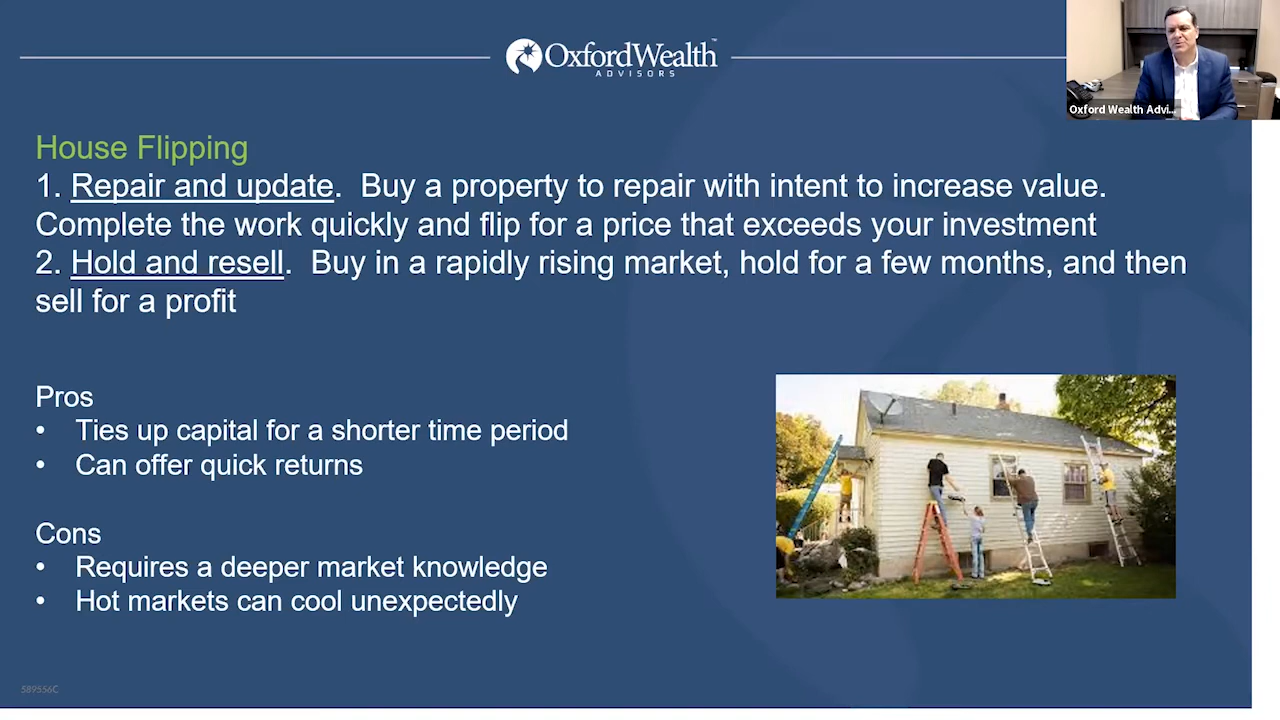 OxfordWealth™
ADVISORS
Oxford Wealth Advi...
House Flipping
1. Repair and update.  Buy a property to repair with intent to increase value.
Complete the work quickly and flip for a price that exceeds your investment
2. Hold and resell.  Buy in a rapidly rising market, hold for a few months, and then
sell for a profit
Pros
• Ties up capital for a shorter time period
• Can offer quick returns
Cons
• Requires a deeper market knowledge
• Hot markets can cool unexpectedly
589556C